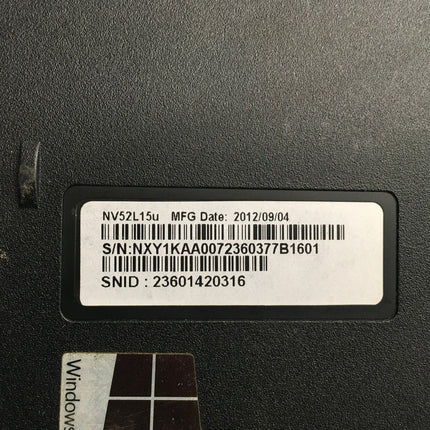 NV52L15u MFG Date: 2012/09/04
S/N:NXY1KAA0072360377B1601
SNID : 23601420316
Windows